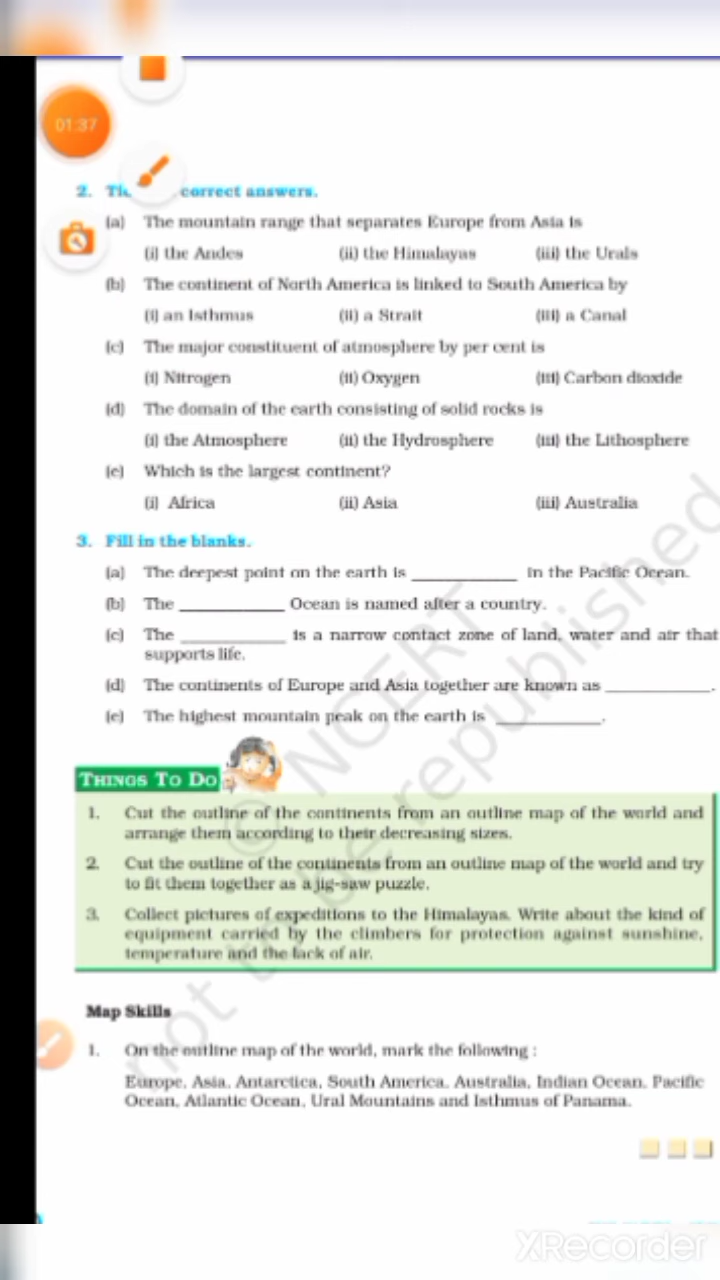 01:37
2. correct answers.
(a) The mountain range that separates Europe from Asia is
(i) the Andes (ii) the Himalayas (iii) the Urals
(b) The continent of North America is linked to South America by
(i) an Isthmus (ii) a Strait (iii) a Canal
(c) The major constituent of atmosphere by per cent is
(i) Nitrogen (ii) Oxygen (iii) Carbon dioxide
(d) The domain of the earth consisting of solid rocks is
(i) the Atmosphere (ii) the Hydrosphere (iii) the Lithosphere
(e) Which is the largest continent?
(i) Africa (ii) Asia (iii) Australia
3. Fill in the blanks.
(a) The deepest point on the earth is ____________ in the Pacific Ocean.
(b) The ____________ Ocean is named after a country.
(c) The ____________ is a narrow contact zone of land, water and air that
supports life.
(d) The continents of Europe and Asia together are known as ____________.
(e) The highest mountain peak on the earth is ____________.
THINGS TO DO
1. Cut the outline of the continents from an outline map of the world and
arrange them according to their decreasing sizes.
2. Cut the outline of the continents from an outline map of the world and try
to fit them together as a jig-saw puzzle.
3. Collect pictures of expeditions to the Himalayas. Write about the kind of
equipment carried by the climbers for protection against sunshine,
temperature and the lack of air.
Map Skills
1. On the outline map of the world, mark the following :
Europe, Asia, Antarctica, South America, Australia, Indian Ocean, Pacific
Ocean, Atlantic Ocean, Ural Mountains and Isthmus of Panama.
© NCERT
not to be republished
XRecorder